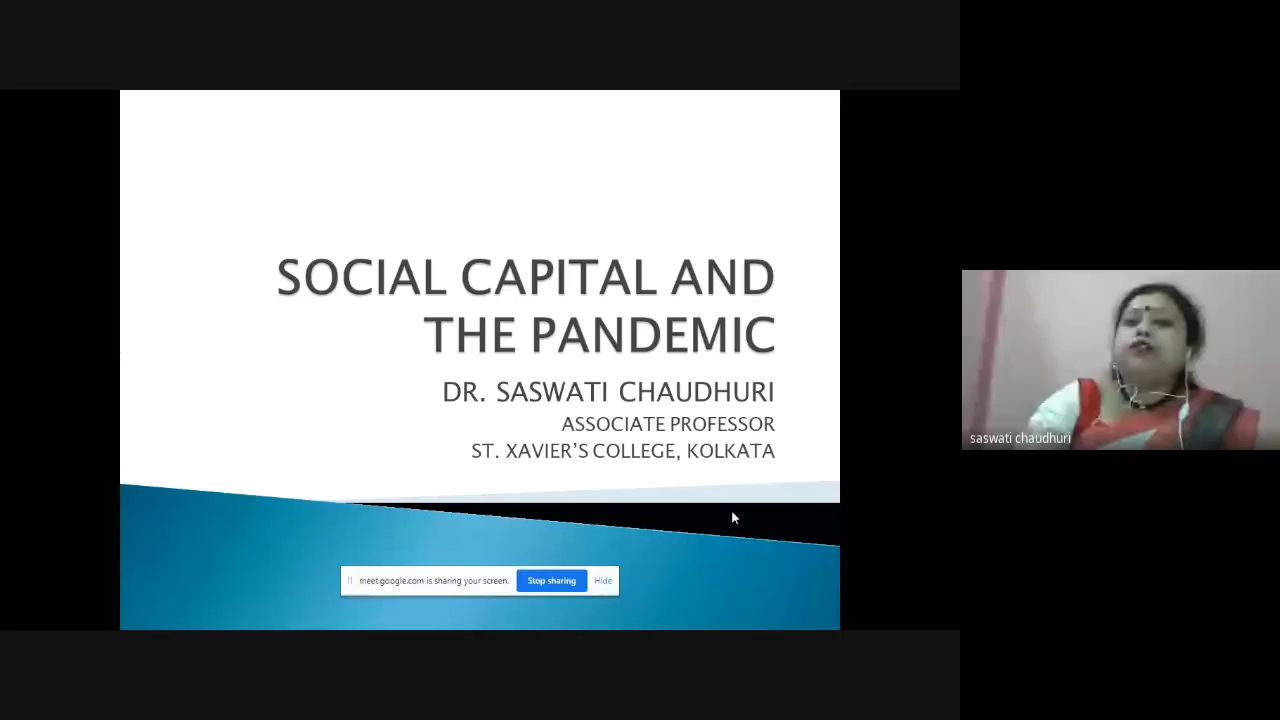 SOCIAL CAPITAL AND
THE PANDEMIC
DR. SASWATI CHAUDHURI
ASSOCIATE PROFESSOR
ST. XAVIER'S COLLEGE, KOLKATA
meet.google.com is sharing your screen.
Stop sharing
Hide
saswati chaudhuri